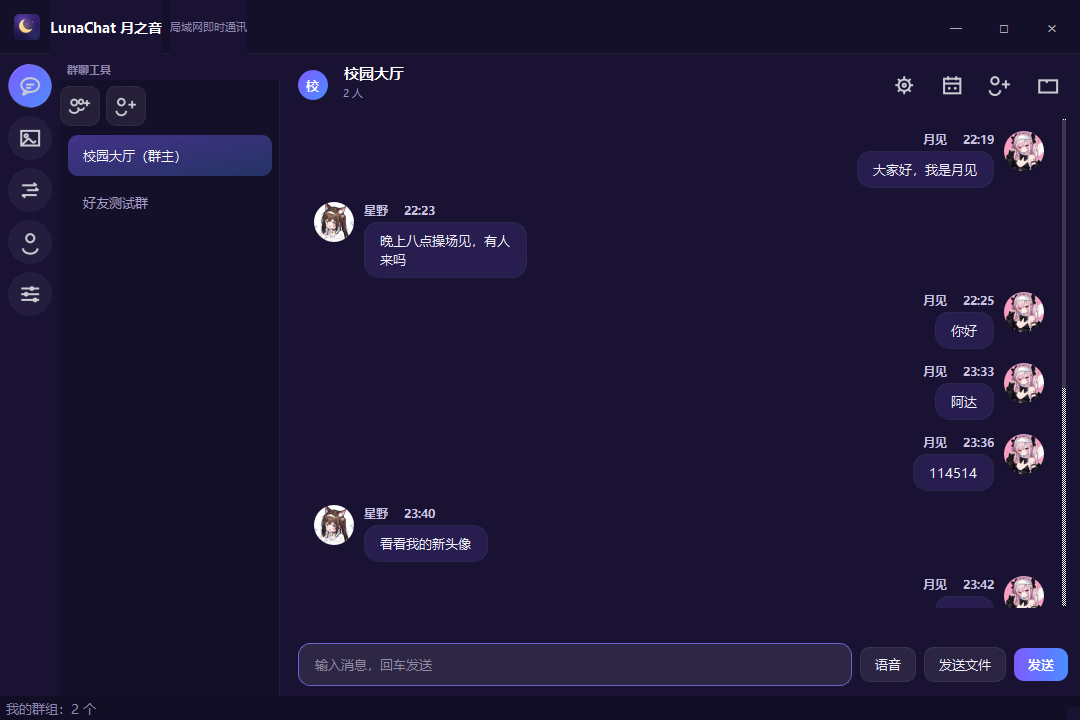 LunaChat 月之音 局域网即时通讯
群聊工具
校园大厅（群主）
好友测试群
校
校园大厅
2 人
月见 22:19
大家好，我是月见
星野 22:23
晚上八点操场见，有人
来吗
月见 22:25
你好
月见 23:33
阿达
月见 23:36
114514
星野 23:40
看看我的新头像
月见 23:42
输入消息，回车发送
语音
发送文件
发送
我的群组：2 个